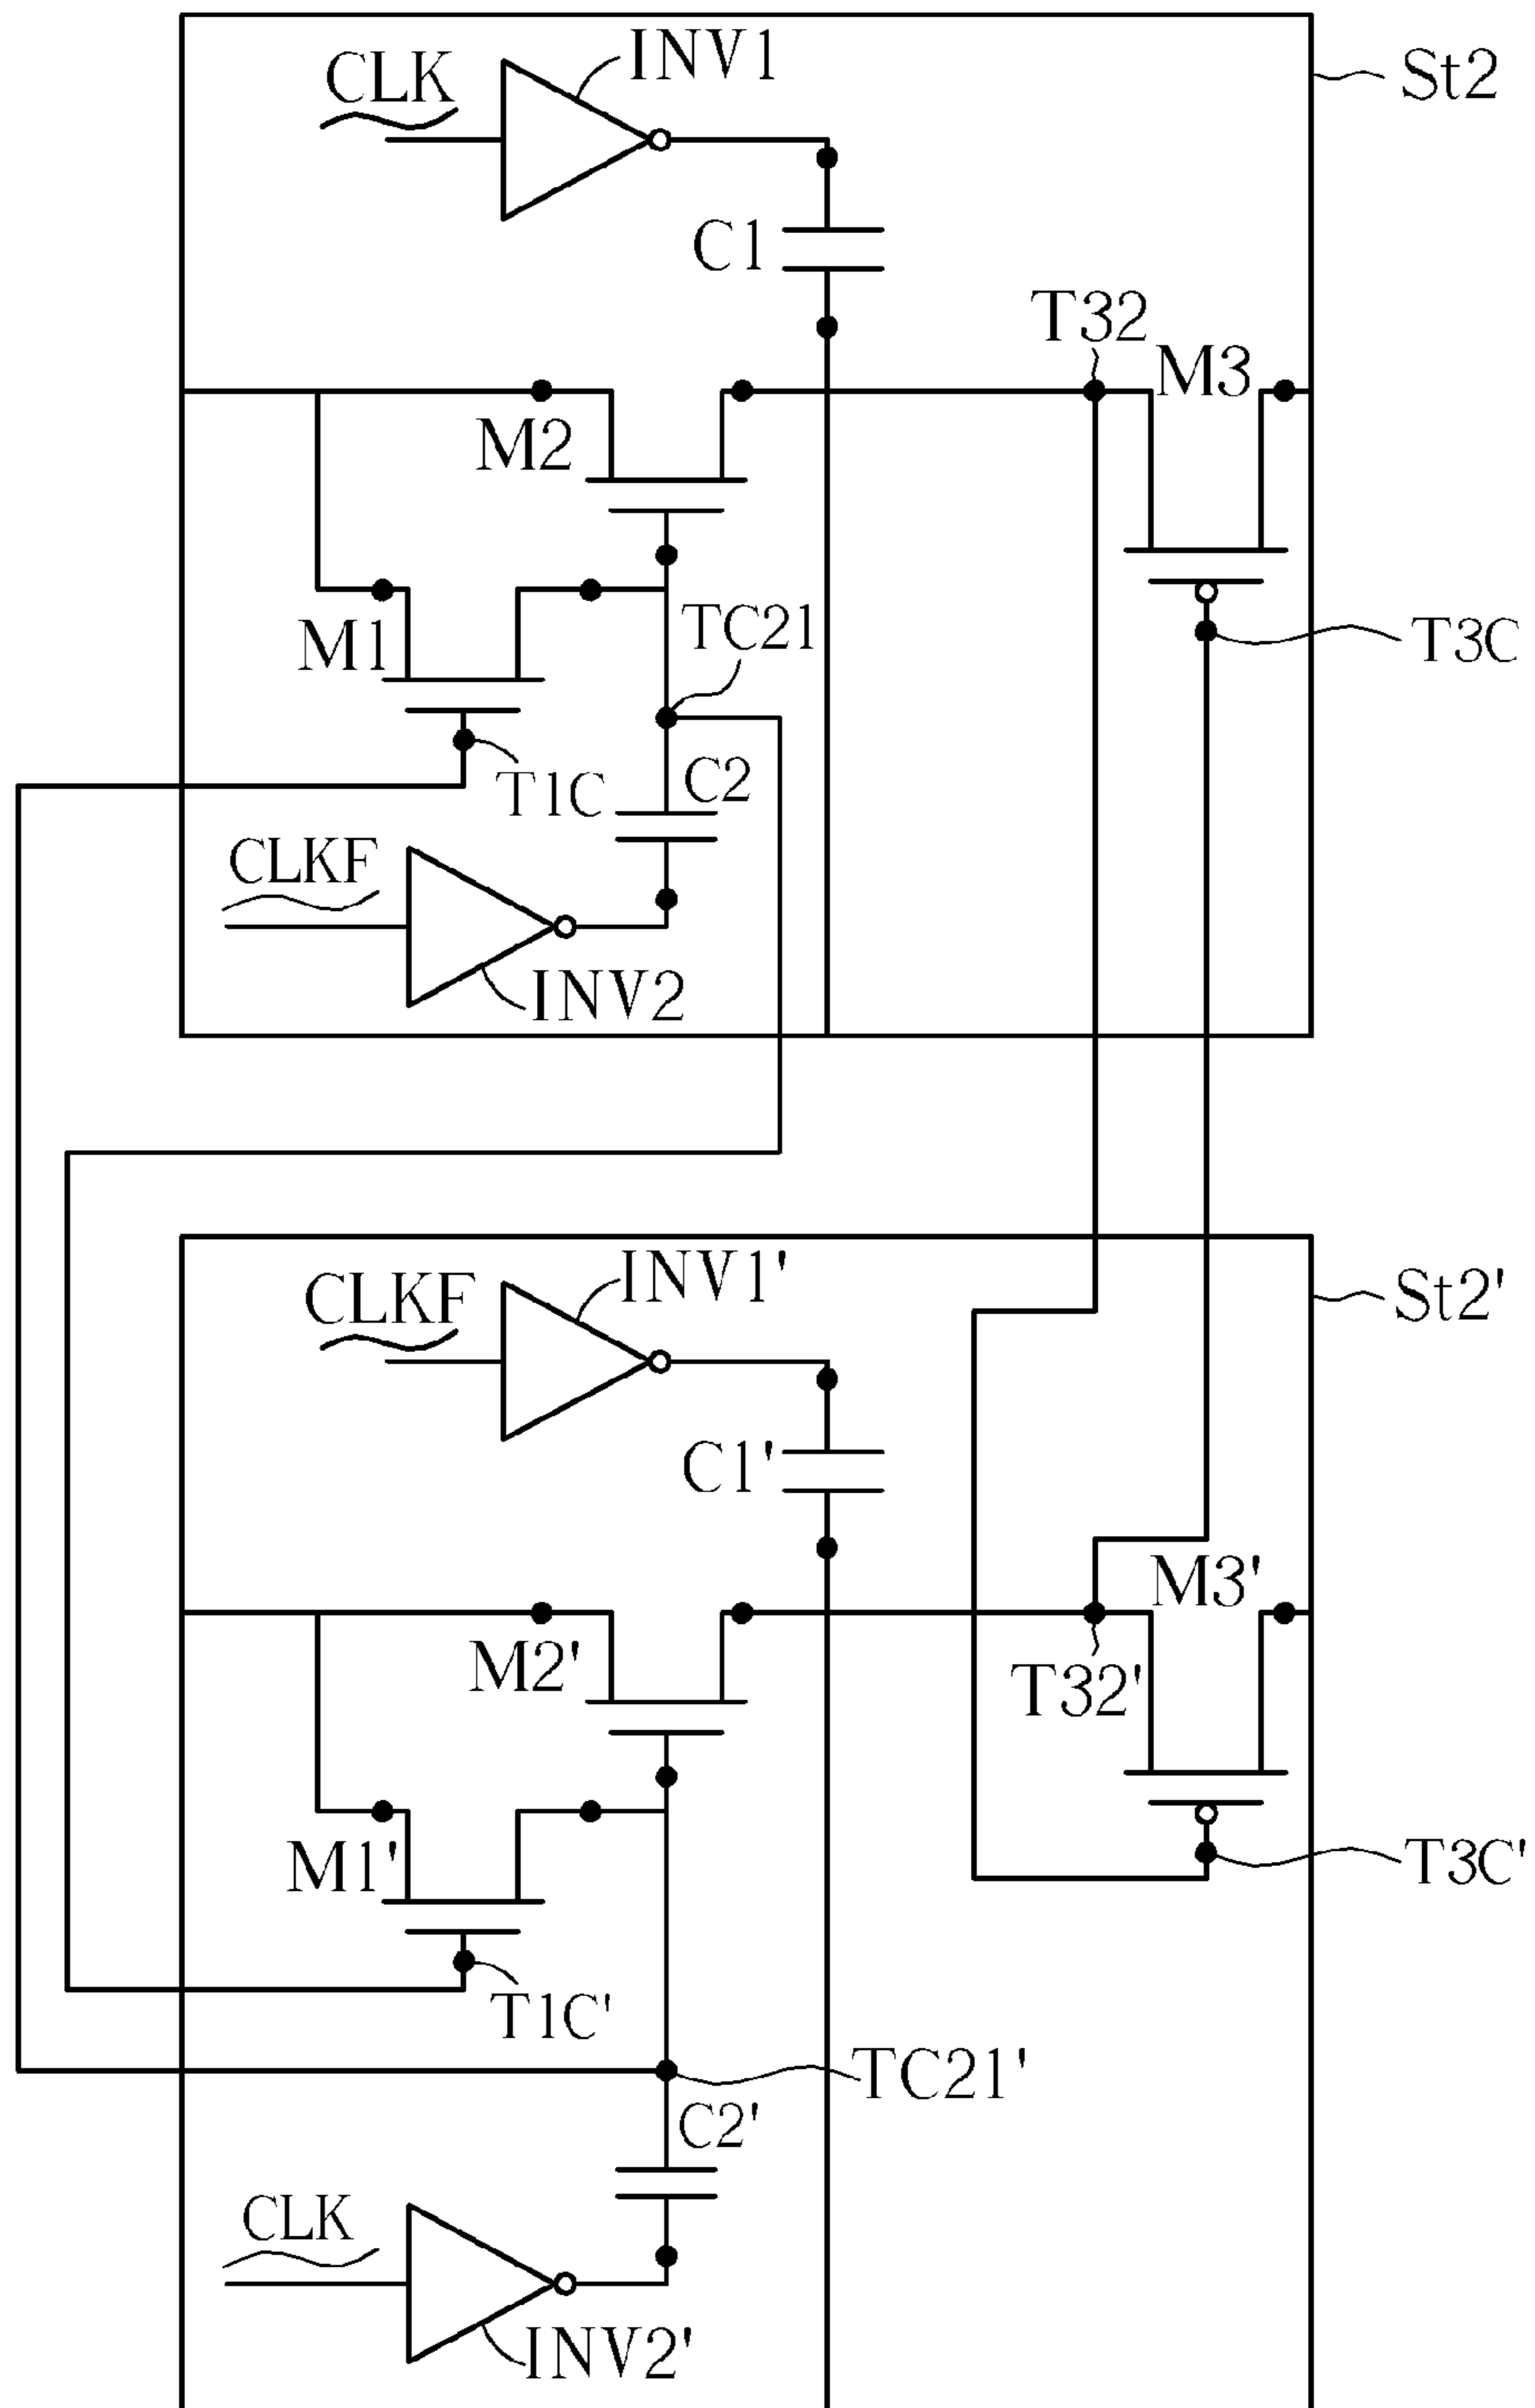 CLK
INV1
St2
C1
T32
M3
M2
M1
TC21
T3C
T1C
C2
CLKF
INV2
CLKF
INV1'
St2'
C1'
M3'
M2'
T32'
M1'
T3C'
T1C'
TC21'
C2'
CLK
INV2'